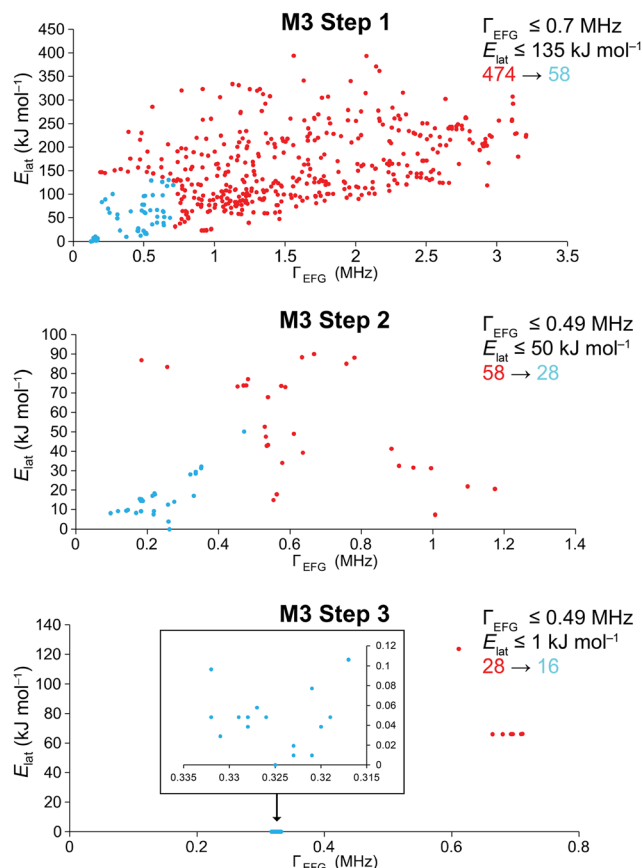 M3 Step 1
ΓEFG ≤ 0.7 MHz
Elat ≤ 135 kJ mol⁻¹
474 → 58
Elat (kJ mol⁻¹)
450
400
350
300
250
200
150
100
50
0
0 0.5 1 1.5 2 2.5 3 3.5
ΓEFG (MHz)
M3 Step 2
ΓEFG ≤ 0.49 MHz
Elat ≤ 50 kJ mol⁻¹
58 → 28
Elat (kJ mol⁻¹)
100
90
80
70
60
50
40
30
20
10
0
0 0.2 0.4 0.6 0.8 1 1.2 1.4
ΓEFG (MHz)
M3 Step 3
ΓEFG ≤ 0.49 MHz
Elat ≤ 1 kJ mol⁻¹
28 → 16
Elat (kJ mol⁻¹)
140
120
100
80
60
40
20
0
0.12
0.1
0.08
0.06
0.04
0.02
0
0.335 0.33 0.325 0.32 0.315
0 0.2 0.4 0.6 0.8
ΓEFG (MHz)